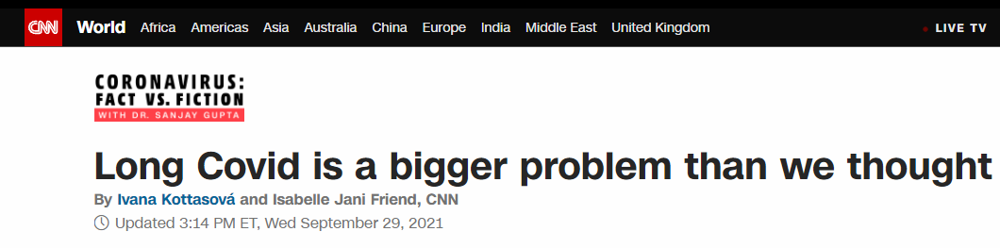 CNN World Africa Americas Asia Australia China Europe India Middle East United Kingdom LIVE TV
CORONAVIRUS:
FACT VS. FICTION
WITH DR. SANJAY GUPTA
Long Covid is a bigger problem than we thought
By Ivana Kottasová and Isabelle Jani Friend, CNN
Updated 3:14 PM ET, Wed September 29, 2021